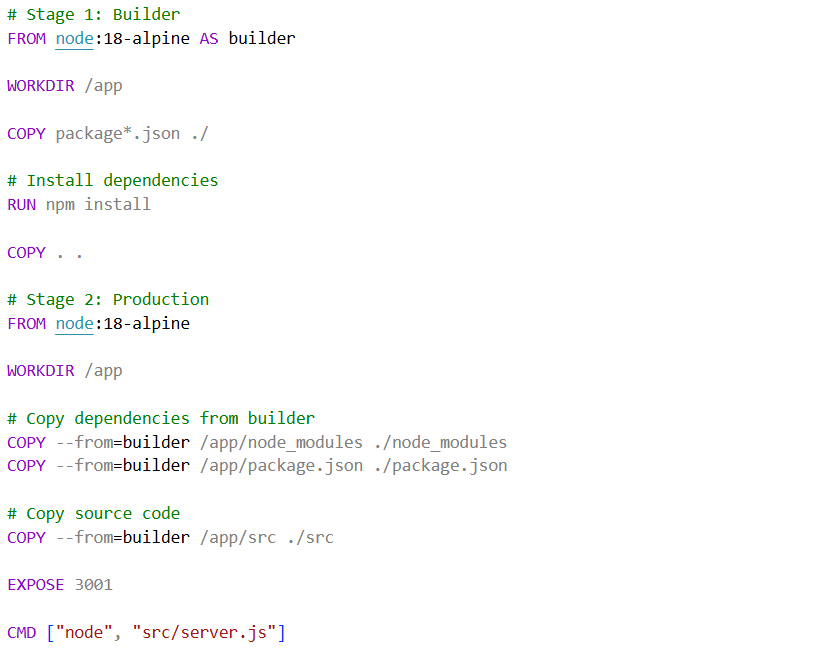 # Stage 1: Builder
FROM node:18-alpine AS builder
WORKDIR /app
COPY package*.json ./
# Install dependencies
RUN npm install
COPY . .
# Stage 2: Production
FROM node:18-alpine
WORKDIR /app
# Copy dependencies from builder
COPY --from=builder /app/node_modules ./node_modules
COPY --from=builder /app/package.json ./package.json
# Copy source code
COPY --from=builder /app/src ./src
EXPOSE 3001
CMD ["node", "src/server.js"]